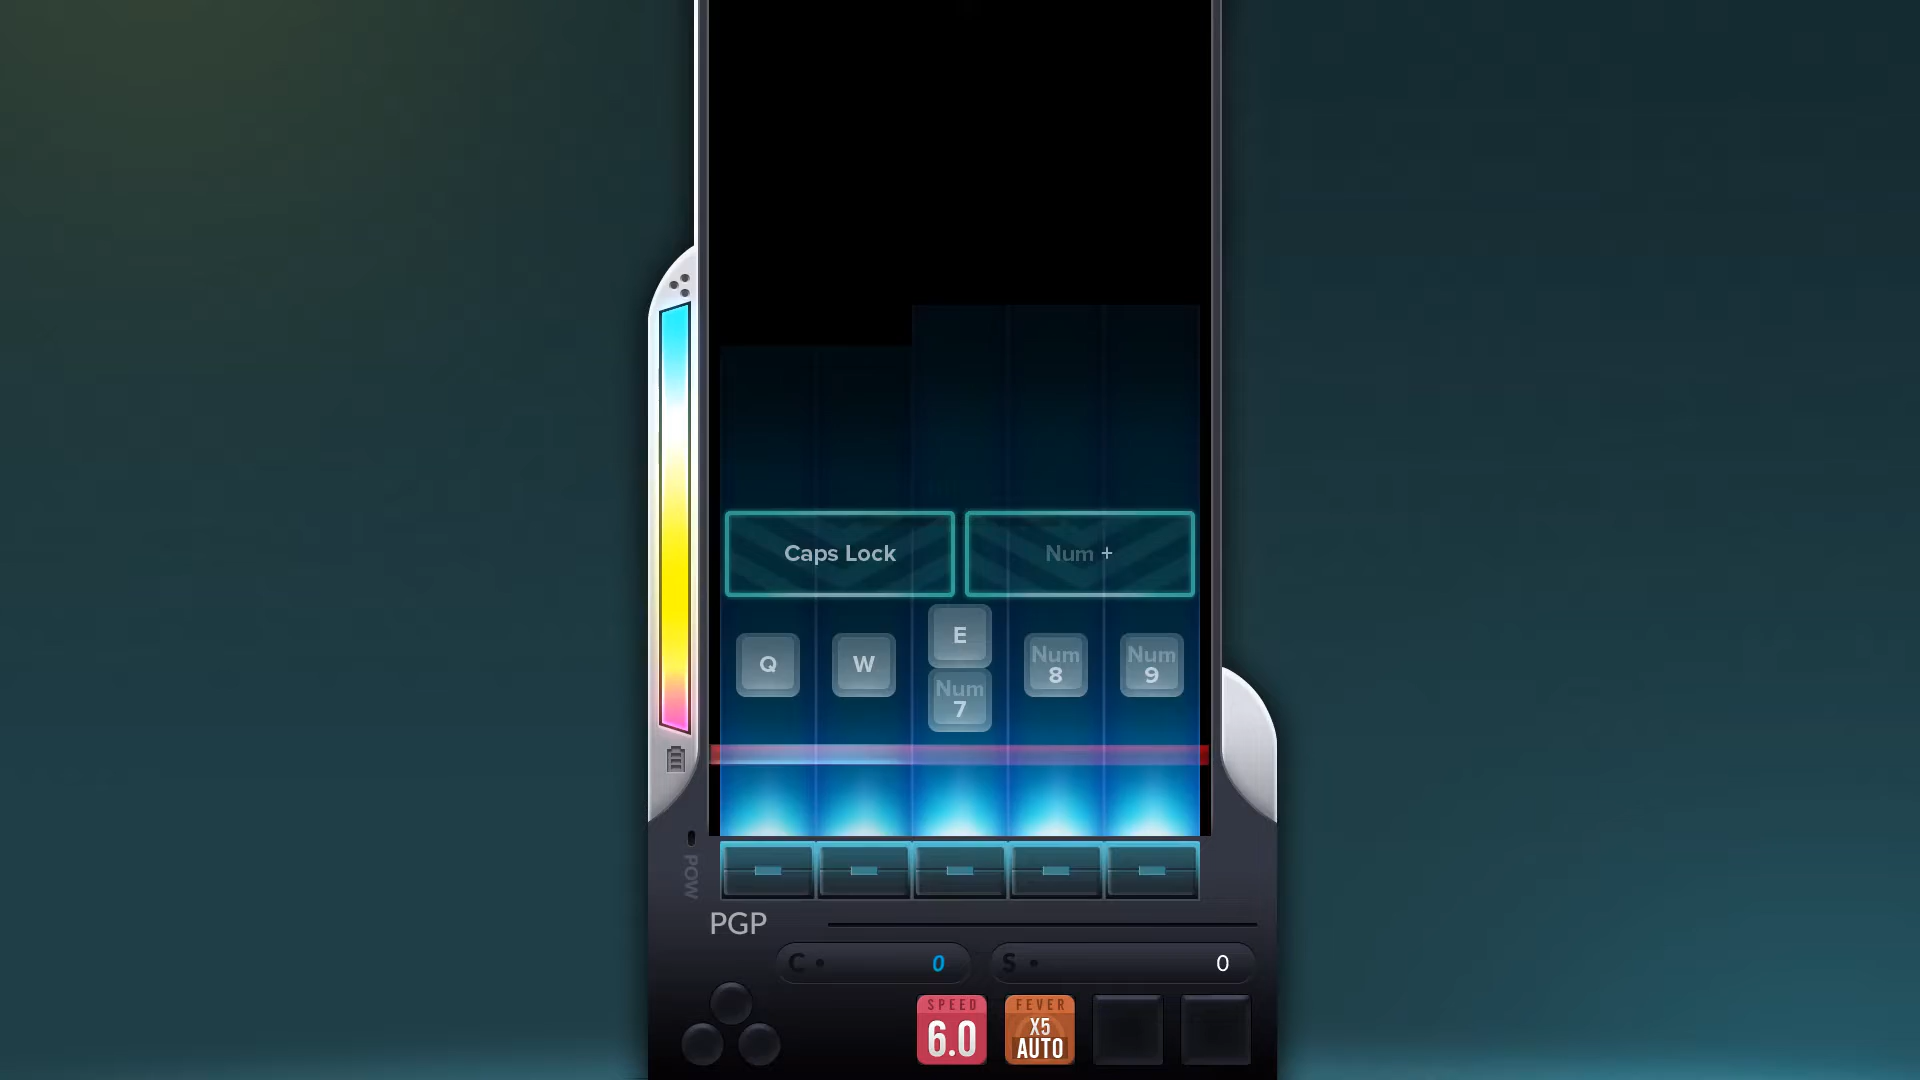 Caps Lock
Num +
E
Q
W
Num
8
Num
9
Num
7
POW
PGP
C 0
S 0
SPEED
6.0
FEVER
X5
AUTO